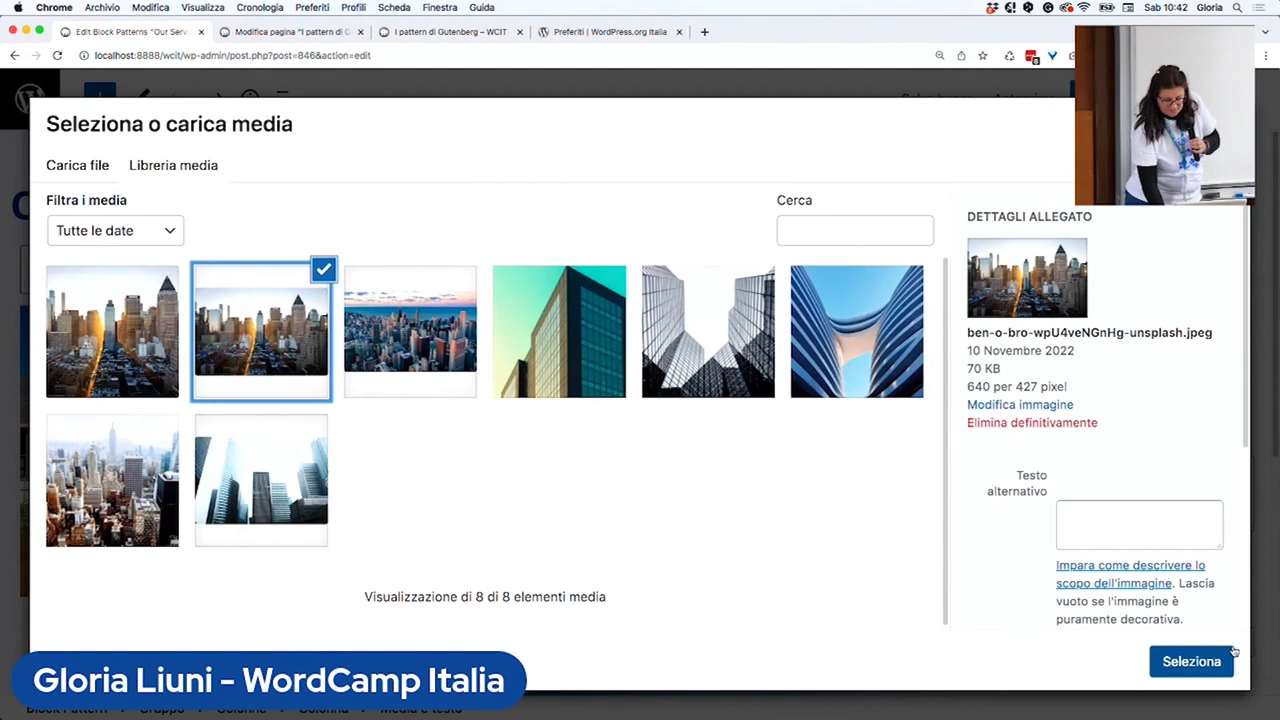 Chrome Archivio Modifica Visualizza Cronologia Preferiti Profili Scheda Finestra Guida Sab 10:42 Gloria
Edit Block Patterns "Our Serv Modifica pagina "I pattern di G I pattern di Gutenberg – WCIT Preferiti | WordPress.org Italia
localhost:8888/wcit/wp-admin/post.php?post=846&action=edit
Seleziona o carica media
Carica file Libreria media
Filtra i media
Cerca
Tutte le date
DETTAGLI ALLEGATO
ben-o-bro-wpU4veNGnHg-unsplash.jpeg
10 Novembre 2022
70 KB
640 per 427 pixel
Modifica immagine
Elimina definitivamente
Testo
alternativo
Impara come descrivere lo
scopo dell'immagine. Lascia
vuoto se l'immagine è
puramente decorativa.
Visualizzazione di 8 di 8 elementi media
Seleziona
Gloria Liuni - WordCamp Italia